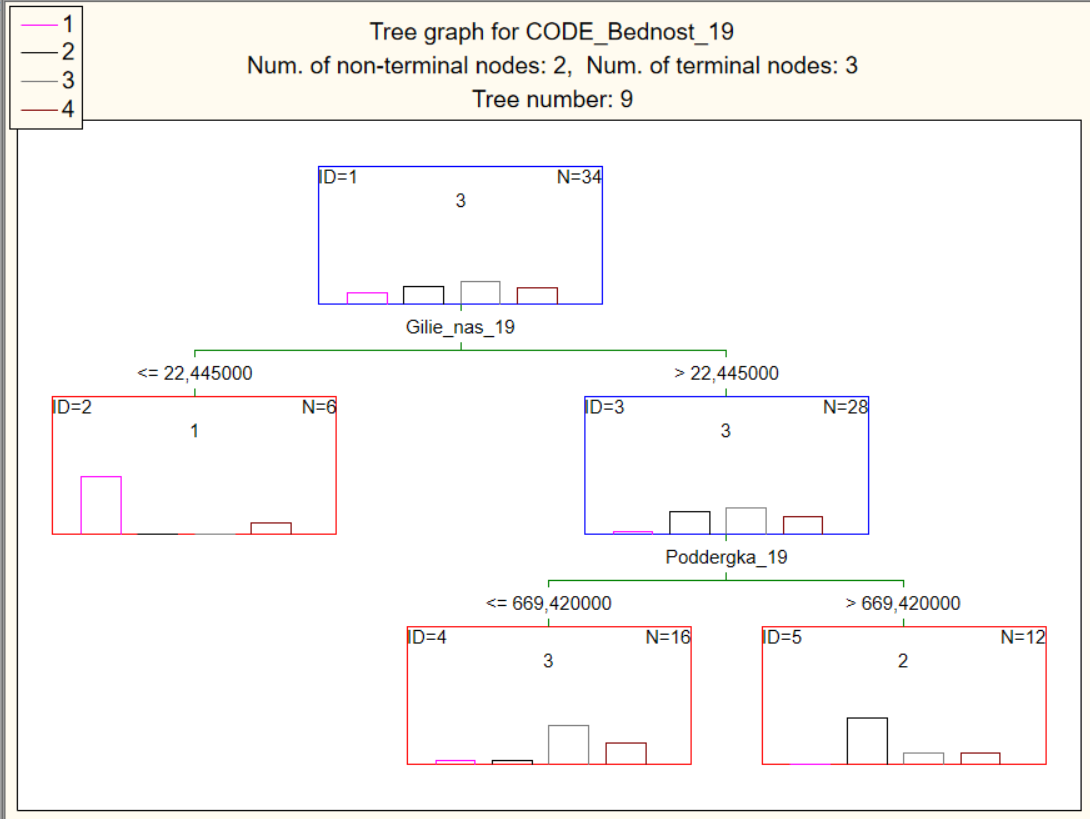 1
2
3
4
Tree graph for CODE_Bednost_19
Num. of non-terminal nodes: 2,  Num. of terminal nodes: 3
Tree number: 9
ID=1 N=34
3
Gilie_nas_19
<= 22,445000 > 22,445000
ID=2 N=6 ID=3 N=28
1 3
Poddergka_19
<= 669,420000 > 669,420000
ID=4 N=16 ID=5 N=12
3 2